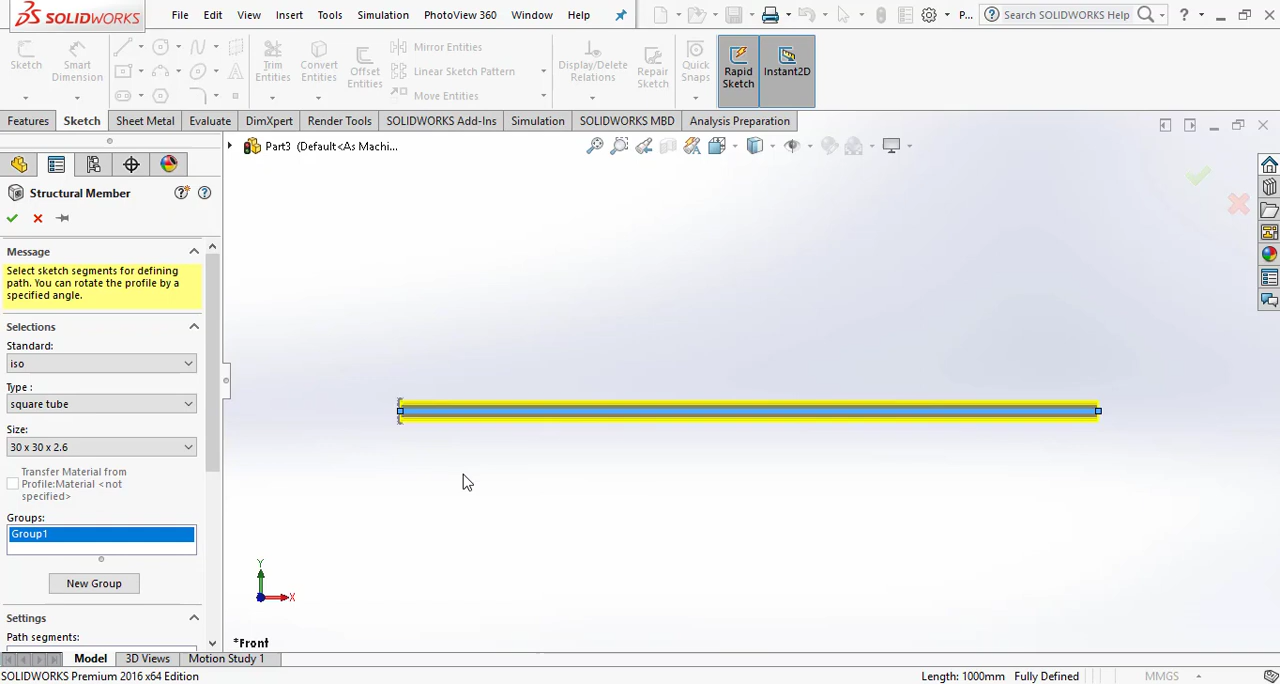 SOLIDWORKS
File Edit View Insert Tools Simulation PhotoView 360 Window Help
P... Search SOLIDWORKS Help ?
Sketch
Smart Dimension
Trim Entities
Convert Entities
Offset Entities
Mirror Entities
Linear Sketch Pattern
Move Entities
Display/Delete Relations
Repair Sketch
Quick Snaps
Rapid Sketch
Instant2D
Features Sketch Sheet Metal Evaluate DimXpert Render Tools SOLIDWORKS Add-Ins Simulation SOLIDWORKS MBD Analysis Preparation
Part3 (Default<As Machi...
Structural Member
Message
Select sketch segments for defining
path. You can rotate the profile by a
specified angle.
Selections
Standard:
iso
Type :
square tube
Size:
30 x 30 x 2.6
Transfer Material from
Profile:Material <not
specified>
Groups:
Group1
New Group
Settings
Path segments:
Y
X
*Front
Model 3D Views Motion Study 1
SOLIDWORKS Premium 2016 x64 Edition Length: 1000mm Fully Defined MMGS